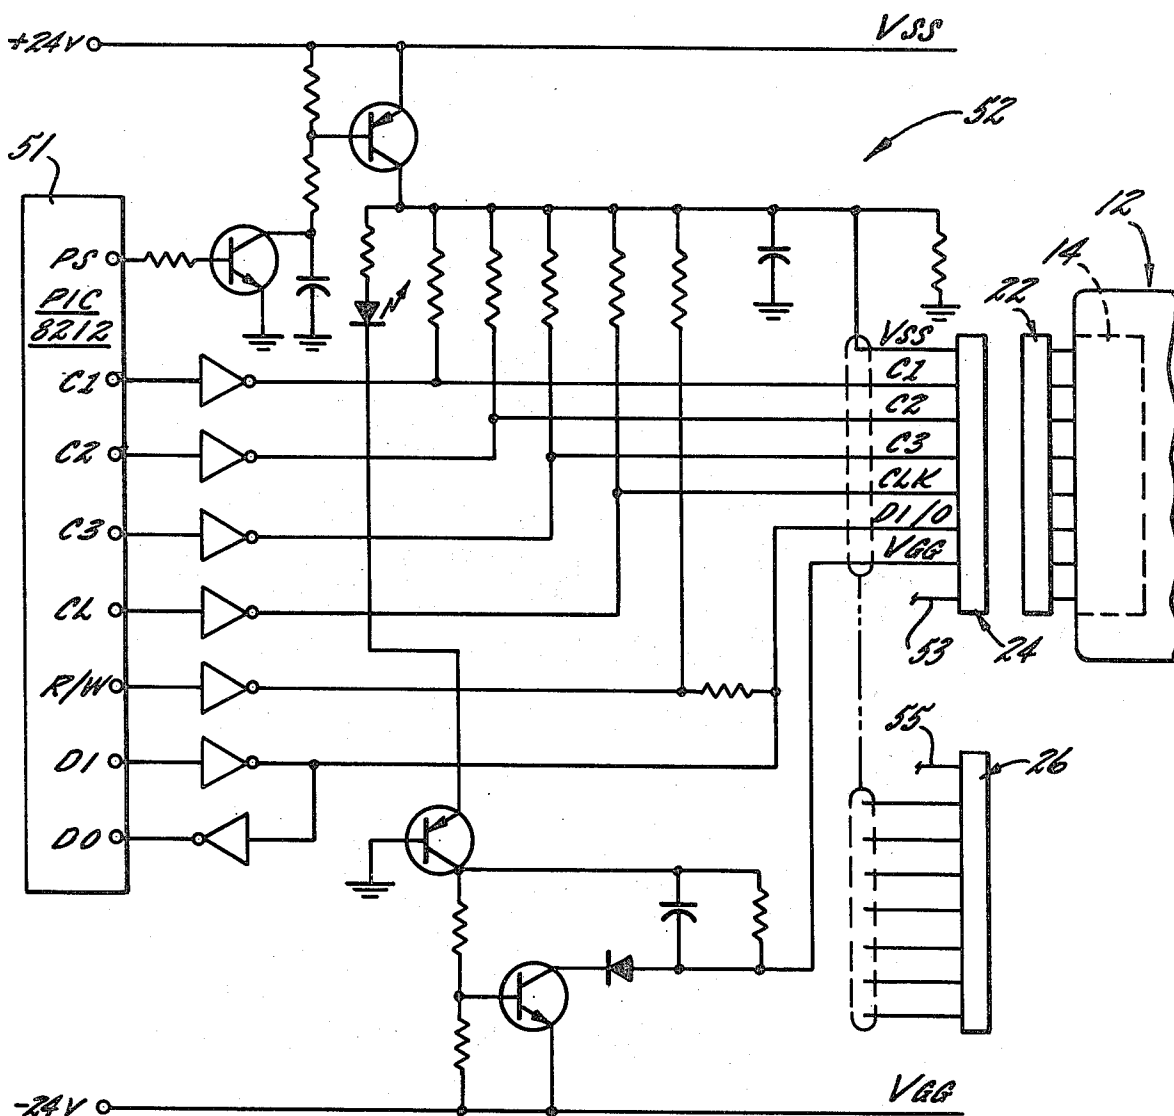 +24V
VSS
52
51
12
PS
14
PIC
8212
22
VSS
C1
C1
C2
C2
C3
CLK
C3
DI/O
VGG
CL
53
24
R/W
55
DI
26
DO
-24V
VGG